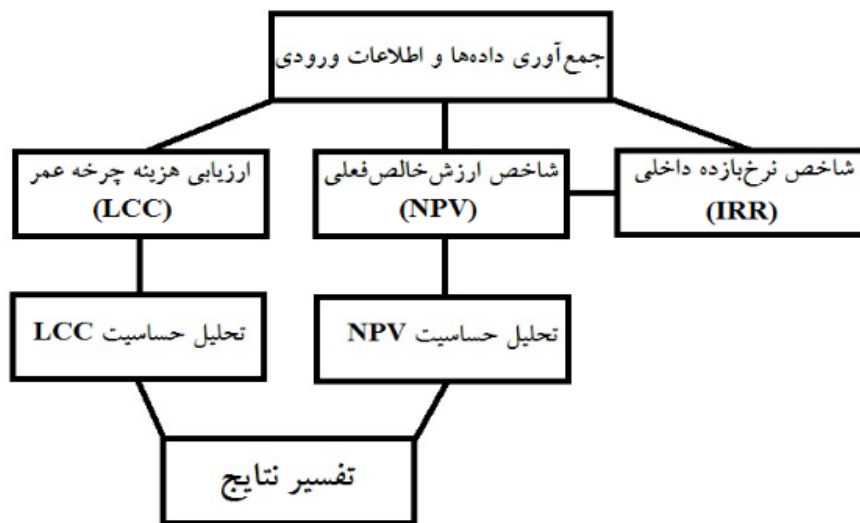 جمع‌آوری داده‌ها و اطلاعات ورودی
شاخص نرخ‌بازده داخلی
(IRR)
شاخص ارزش‌خالص‌فعلی
(NPV)
ارزیابی هزینه چرخه عمر
(LCC)
تحلیل حساسیت NPV
تحلیل حساسیت LCC
تفسیر نتایج